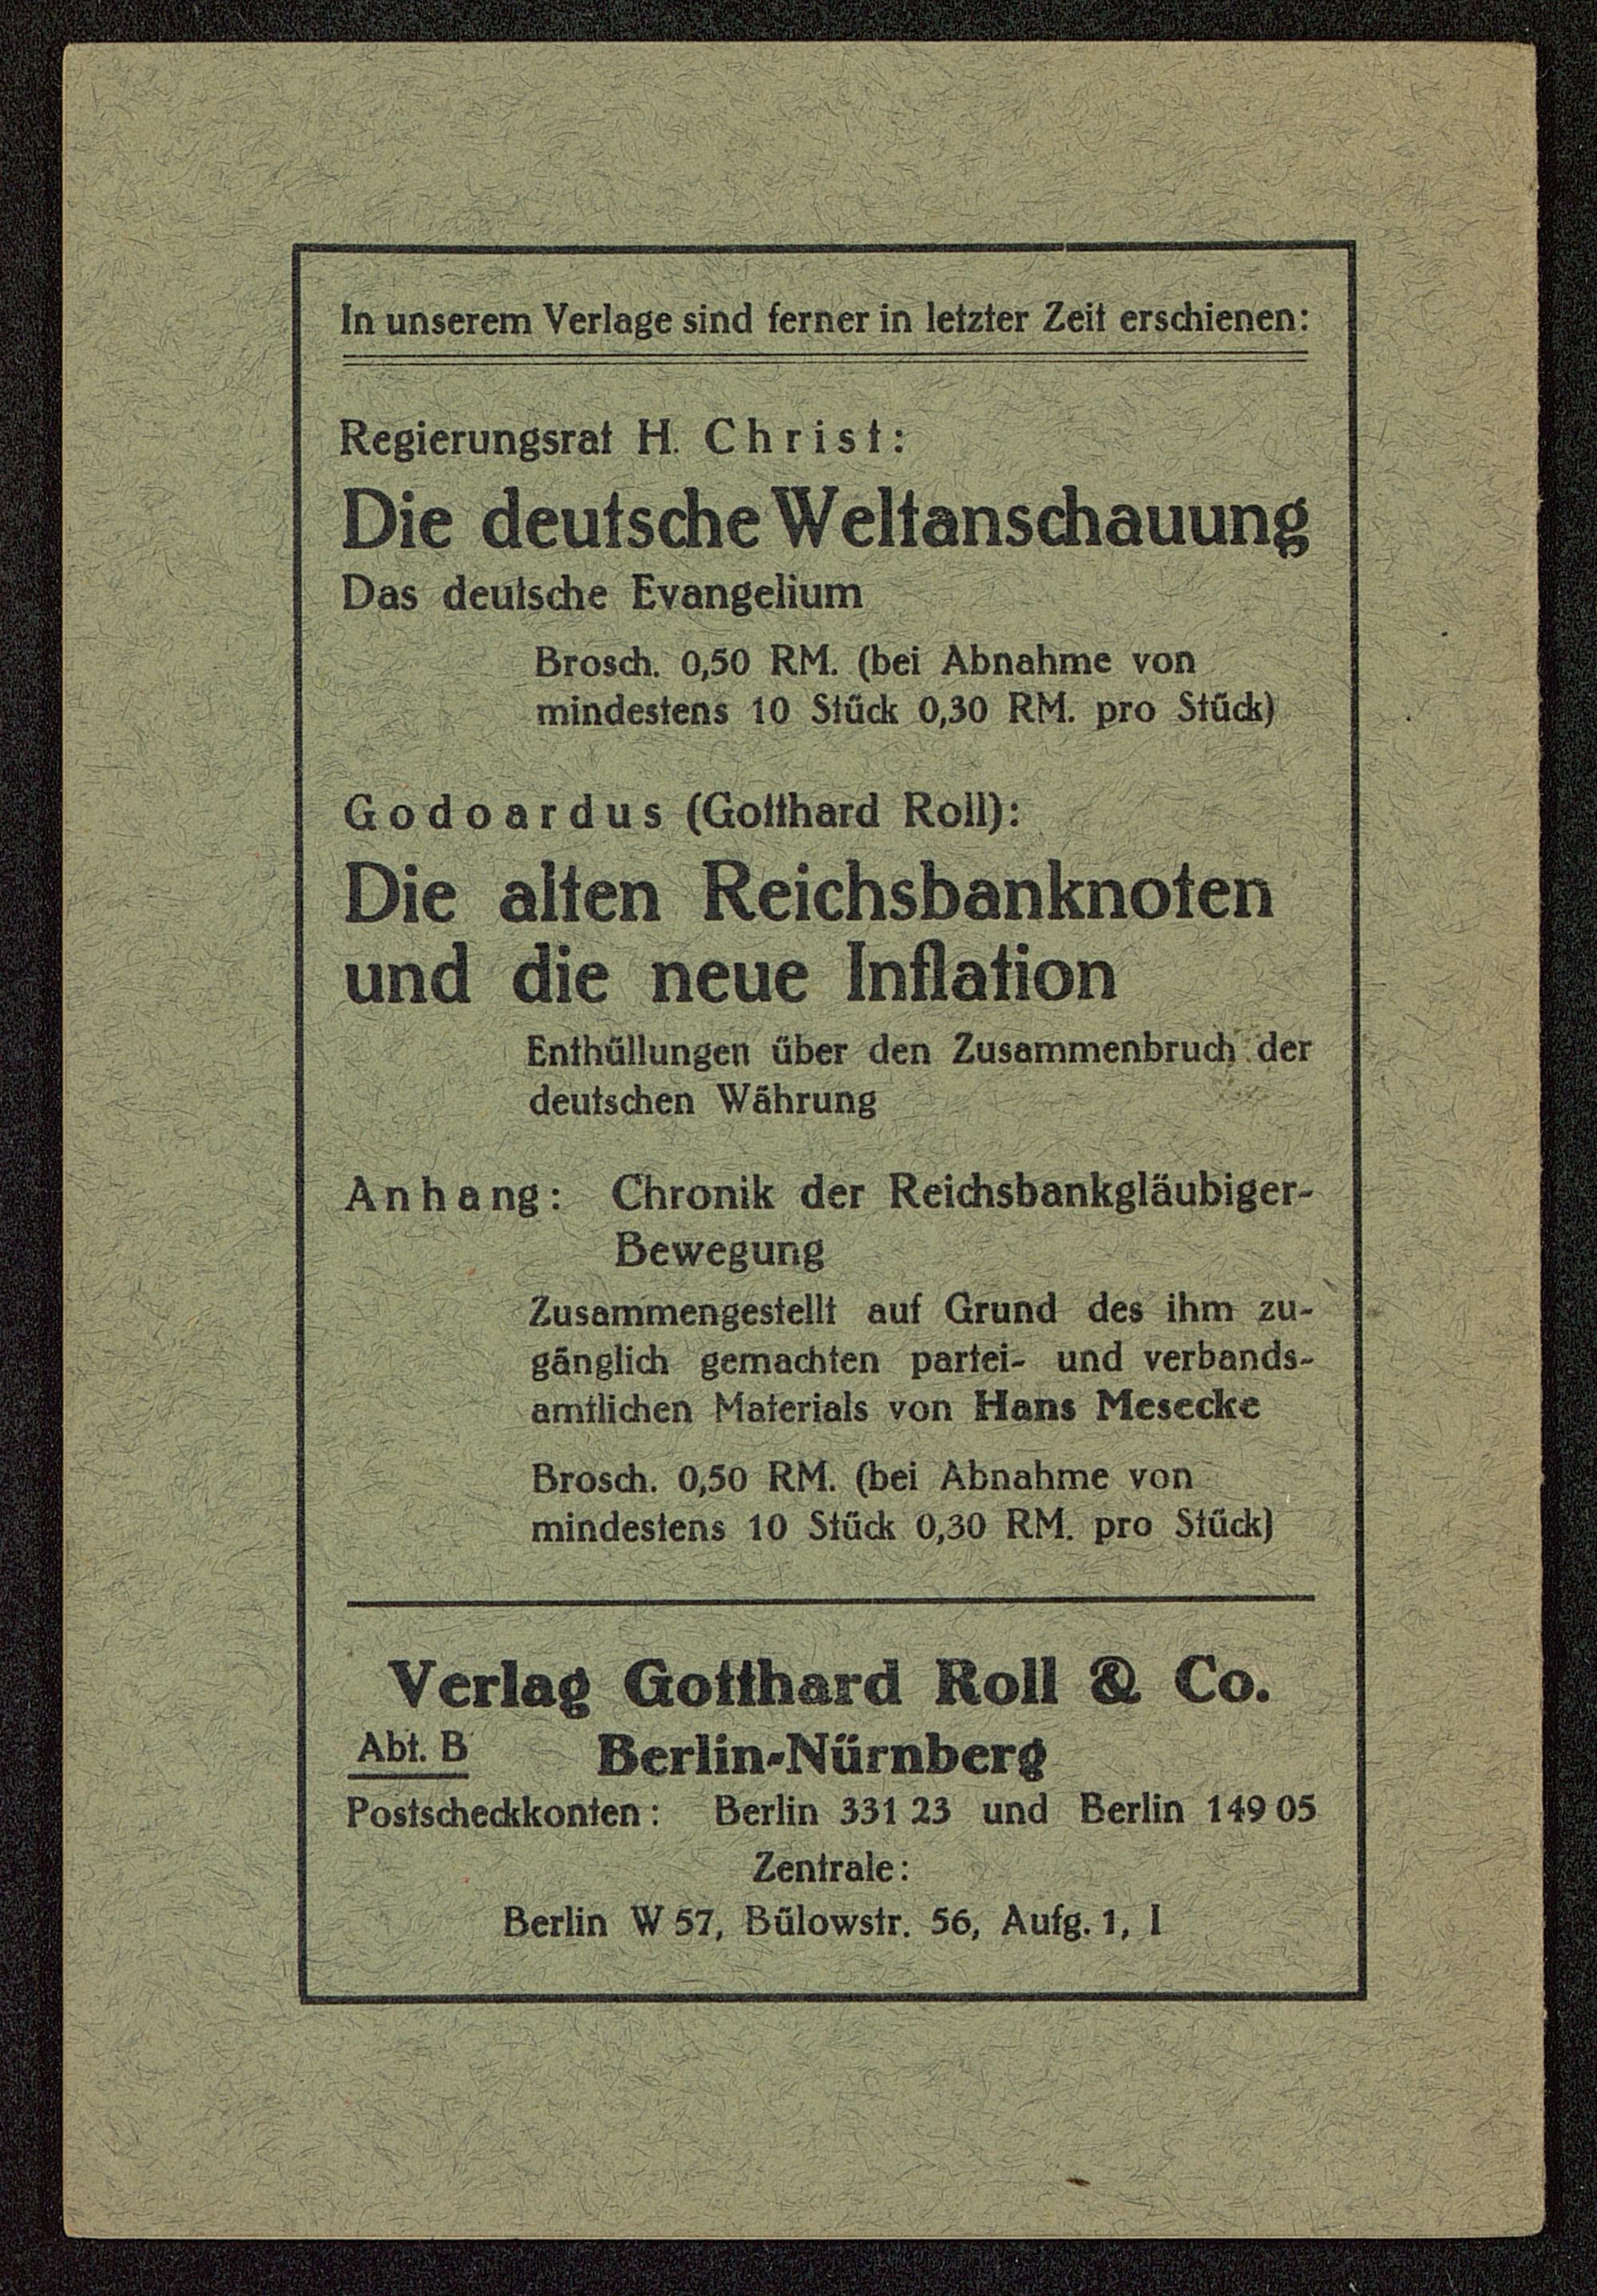 In unserem Verlage sind ferner in letzter Zeit erschienen:
Regierungsrat H. Christ:
Die deutsche Weltanschauung
Das deutsche Evangelium
Brosch. 0,50 RM. (bei Abnahme von
mindestens 10 Stück 0,30 RM. pro Stück)
Godoardus (Gotthard Roll):
Die alten Reichsbanknoten
und die neue Inflation
Enthüllungen über den Zusammenbruch der
deutschen Währung
Anhang: Chronik der Reichsbankgläubiger-
Bewegung
Zusammengestellt auf Grund des ihm zu-
gänglich gemachten partei- und verbands-
amtlichen Materials von Hans Mesecke
Brosch. 0,50 RM. (bei Abnahme von
mindestens 10 Stück 0,30 RM. pro Stück)
Verlag Gotthard Roll & Co.
Abt. B Berlin-Nürnberg
Postscheckkonten: Berlin 331 23 und Berlin 149 05
Zentrale:
Berlin W 57, Bülowstr. 56, Aufg. 1, I